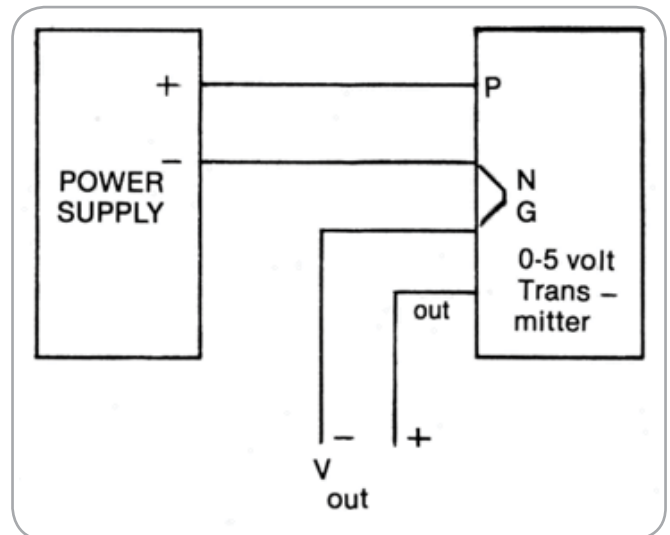 +
P
−
POWER
SUPPLY
N
G
0-5 volt
Trans –
mitter
out
− +
V
out